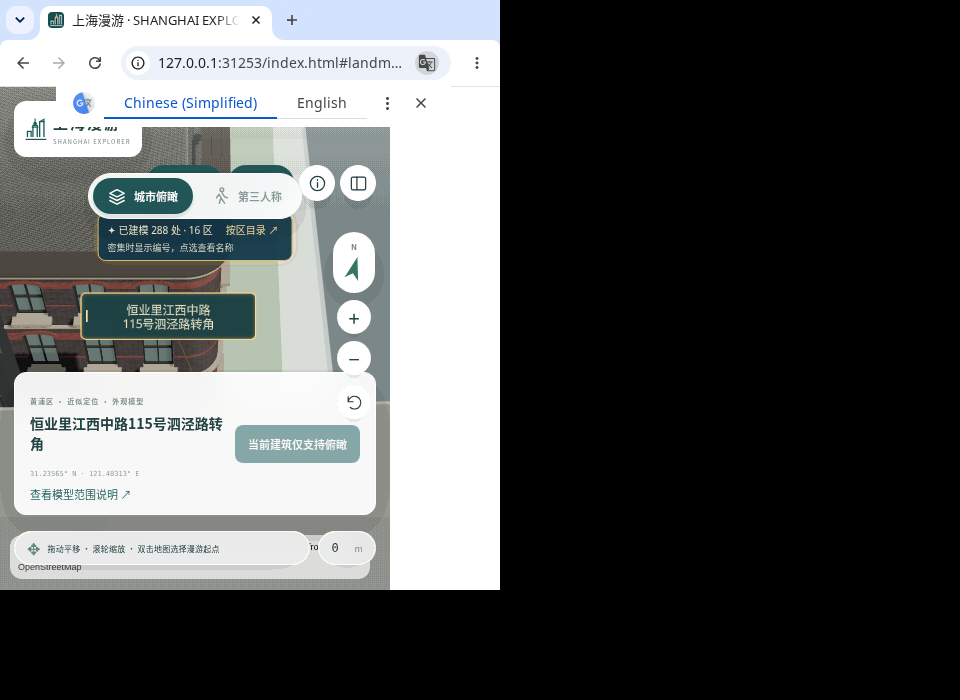 上海漫游 · SHANGHAI EXPLO
127.0.0.1:31253/index.html#landm...
Chinese (Simplified)
English
上海漫游
SHANGHAI EXPLORER
城市俯瞰
第三人称
✦ 已建模 288 处 · 16 区 按区目录 ↗
密集时显示编号，点选查看名称
N
恒业里江西中路
115号泗泾路转角
+
−
黄浦区 · 近似定位 · 外观模型
恒业里江西中路115号泗泾路转
角
当前建筑仅支持俯瞰
31.23565° N · 121.48313° E
查看模型范围说明 ↗
拖动平移 · 滚轮缩放 · 双击地图选择漫游起点
0 m
OpenStreetMap